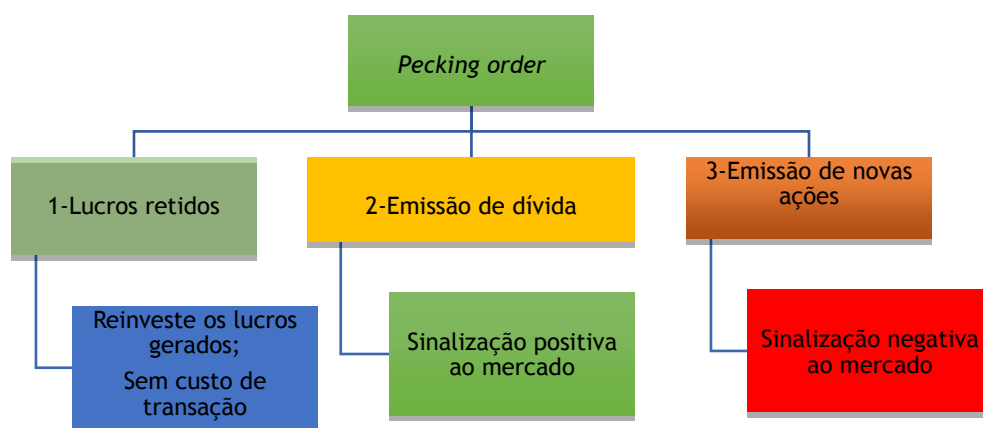 Pecking order
1-Lucros retidos
2-Emissão de dívida
3-Emissão de novas
ações
Reinveste os lucros
gerados;
Sem custo de
transação
Sinalização positiva
ao mercado
Sinalização negativa
ao mercado